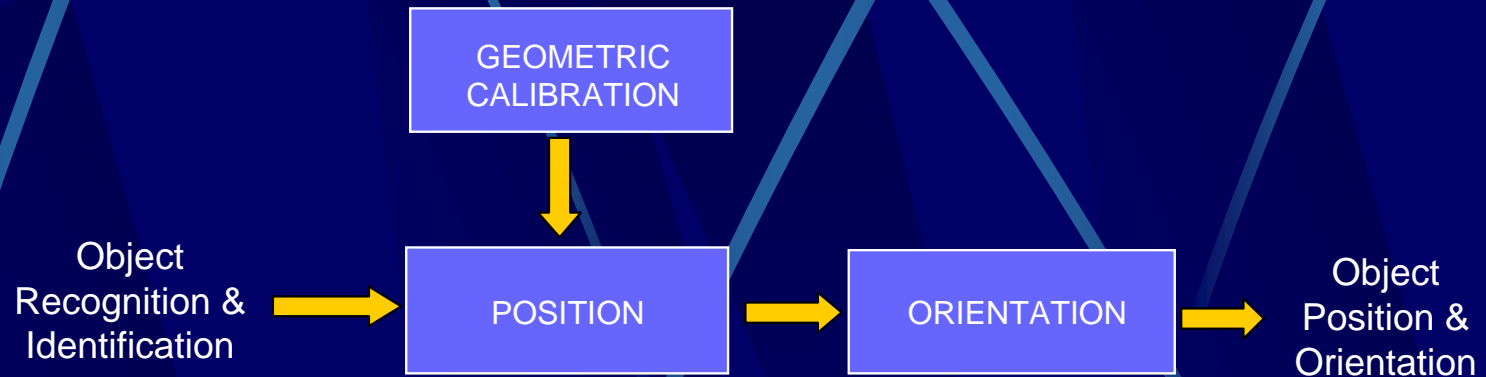 GEOMETRIC
CALIBRATION
Object
Recognition &
Identification
POSITION
ORIENTATION
Object
Position &
Orientation